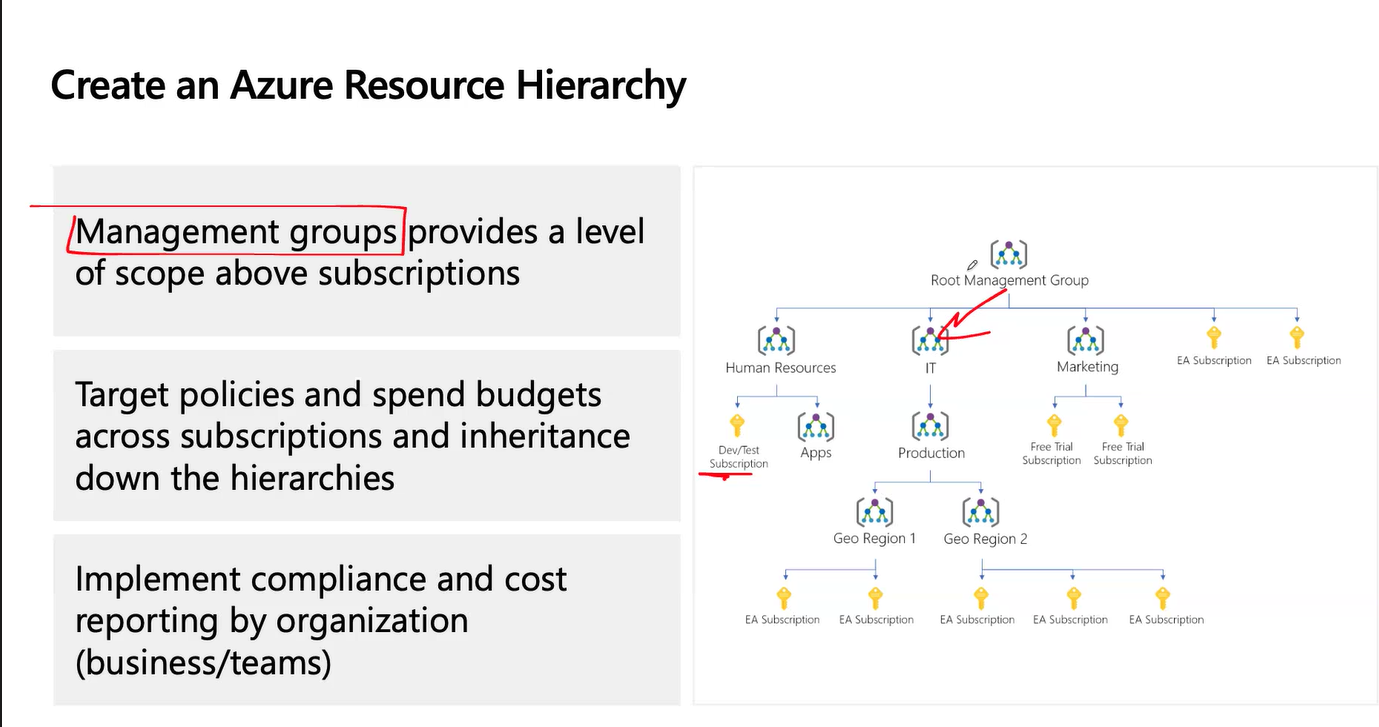 Create an Azure Resource Hierarchy
Management groups provides a level
of scope above subscriptions
Target policies and spend budgets
across subscriptions and inheritance
down the hierarchies
Implement compliance and cost
reporting by organization
(business/teams)
Root Management Group
Human Resources
IT
Marketing
EA Subscription
EA Subscription
Dev/Test
Subscription
Apps
Production
Free Trial
Subscription
Free Trial
Subscription
Geo Region 1
Geo Region 2
EA Subscription
EA Subscription
EA Subscription
EA Subscription
EA Subscription